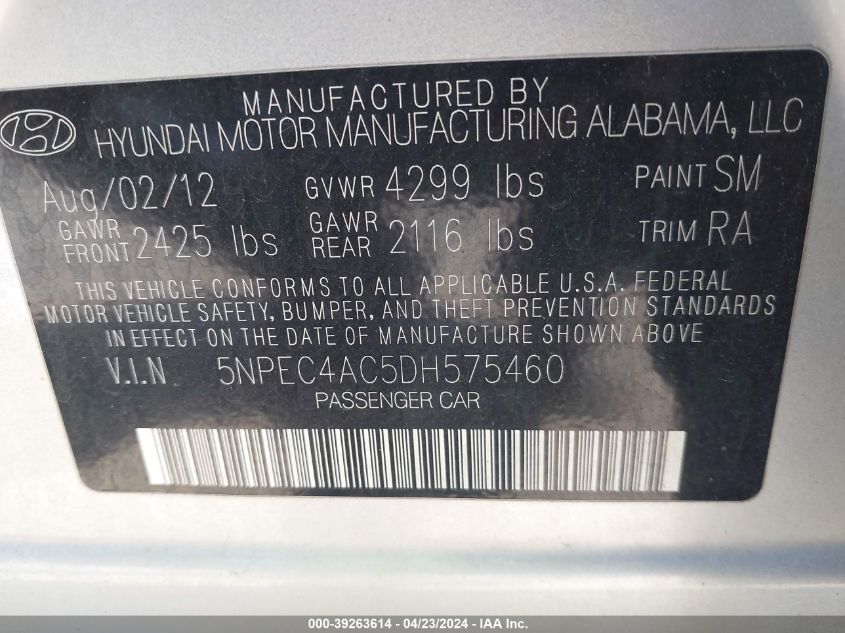 MANUFACTURED BY
HYUNDAI MOTOR MANUFACTURING ALABAMA, LLC
Aug/02/12 GVWR 4299 lbs PAINT SM
GAWR FRONT 2425 lbs GAWR REAR 2116 lbs TRIM RA
THIS VEHICLE CONFORMS TO ALL APPLICABLE U.S.A. FEDERAL
MOTOR VEHICLE SAFETY, BUMPER, AND THEFT PREVENTION STANDARDS
IN EFFECT ON THE DATE OF MANUFACTURE SHOWN ABOVE
V.I.N 5NPEC4AC5DH575460
PASSENGER CAR
000-39263614 - 04/23/2024 - IAA Inc.